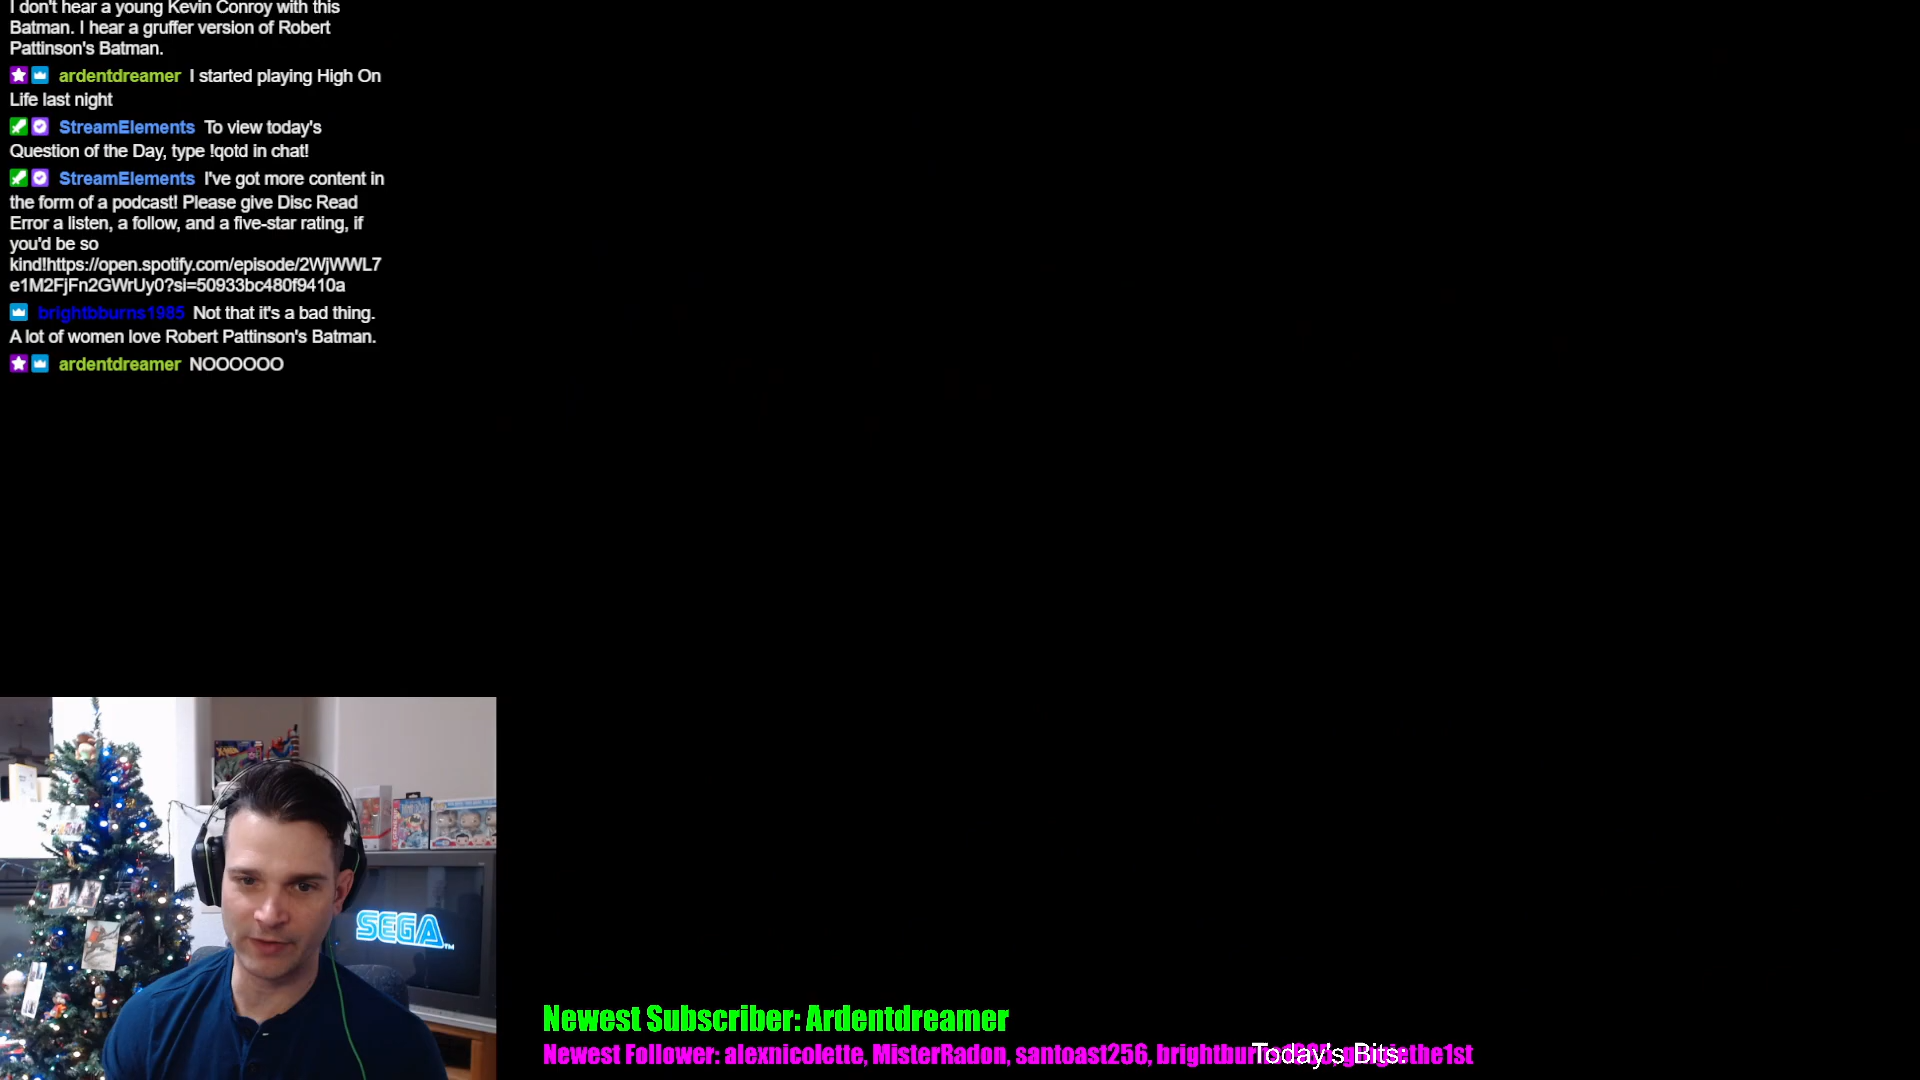 I don't hear a young Kevin Conroy with this
Batman. I hear a gruffer version of Robert
Pattinson's Batman.
ardentdreamer I started playing High On
Life last night
StreamElements To view today's
Question of the Day, type !qotd in chat!
StreamElements I've got more content in
the form of a podcast! Please give Disc Read
Error a listen, a follow, and a five-star rating, if
you'd be so
kind!https://open.spotify.com/episode/2WjWWL7
e1M2FjFn2GWrUy0?si=50933bc480f9410a
brightbburns1985 Not that it's a bad thing.
A lot of women love Robert Pattinson's Batman.
ardentdreamer NOOOOOO
X-MEN
SEGA
Newest Subscriber: Ardentdreamer
Newest Follower: alexnicolette, MisterRadon, santoast256,
Today's Bits: